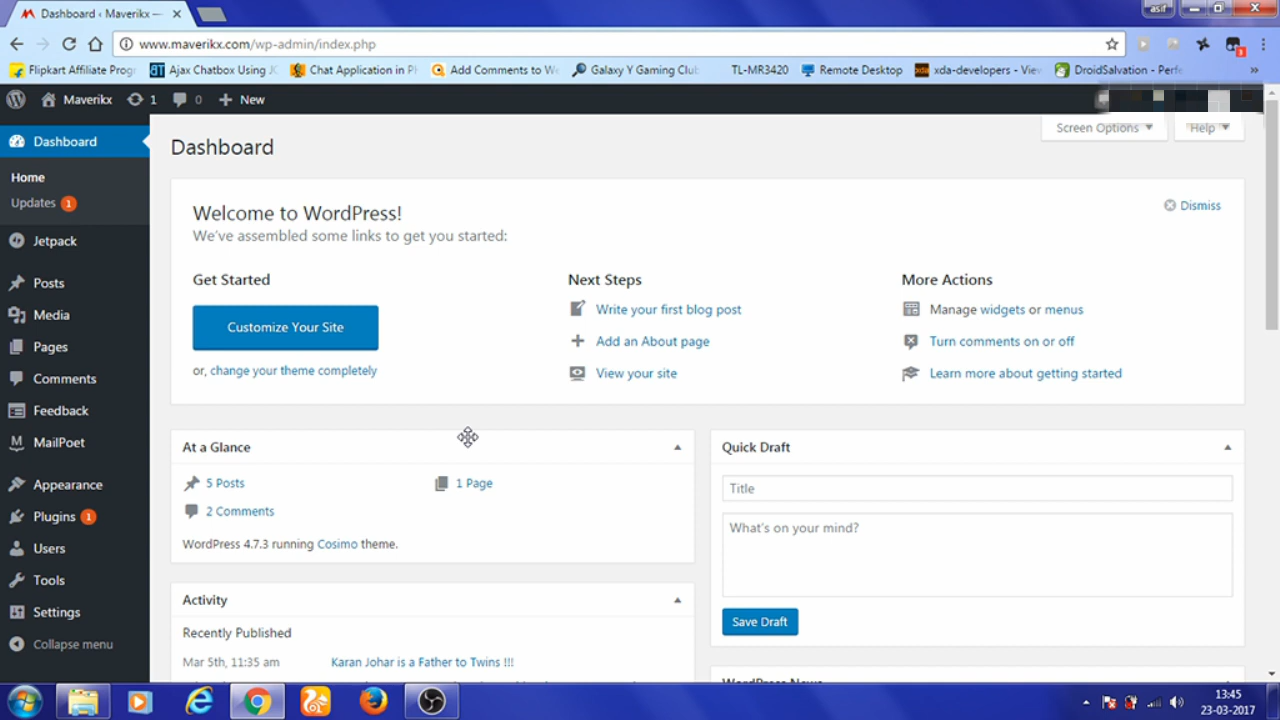 Dashboard ‹ Maverikx —
asif
www.maverikx.com/wp-admin/index.php
3
Flipkart Affiliate Prog
Ajax Chatbox Using J
Chat Application in P
Add Comments to W
Galaxy Y Gaming Club
TL-MR3420
Remote Desktop
xda-developers - View
DroidSalvation - Perfe
»
Maverikx
1
0
New
Screen Options
Help
Dashboard
Home
Updates 1
Jetpack
Posts
Media
Pages
Comments
Feedback
MailPoet
Appearance
Plugins 1
Users
Tools
Settings
Collapse menu
Dashboard
Welcome to WordPress!
We've assembled some links to get you started:
Dismiss
Get Started
Customize Your Site
or, change your theme completely
Next Steps
Write your first blog post
Add an About page
View your site
More Actions
Manage widgets or menus
Turn comments on or off
Learn more about getting started
At a Glance
5 Posts
1 Page
2 Comments
WordPress 4.7.3 running Cosimo theme.
Activity
Recently Published
Mar 5th, 11:35 am
Karan Johar is a Father to Twins !!!
Quick Draft
Title
What's on your mind?
Save Draft
WordPress News
13:45
23-03-2017